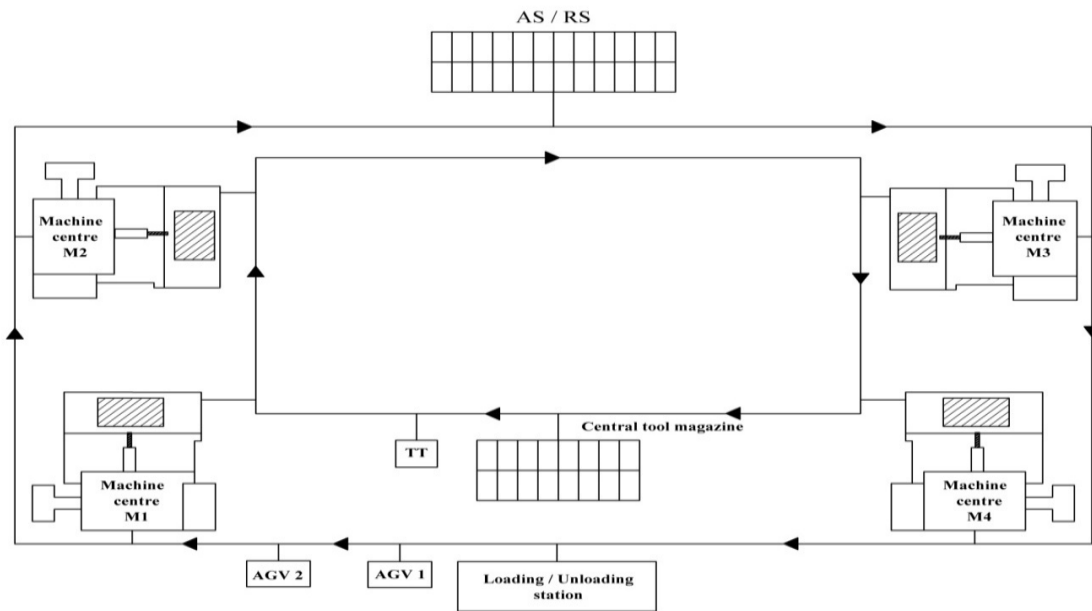 AS / RS
Machine
centre
M2
Machine
centre
M3
Central tool magazine
TT
Machine
centre
M1
Machine
centre
M4
AGV 2
AGV 1
Loading / Unloading
station